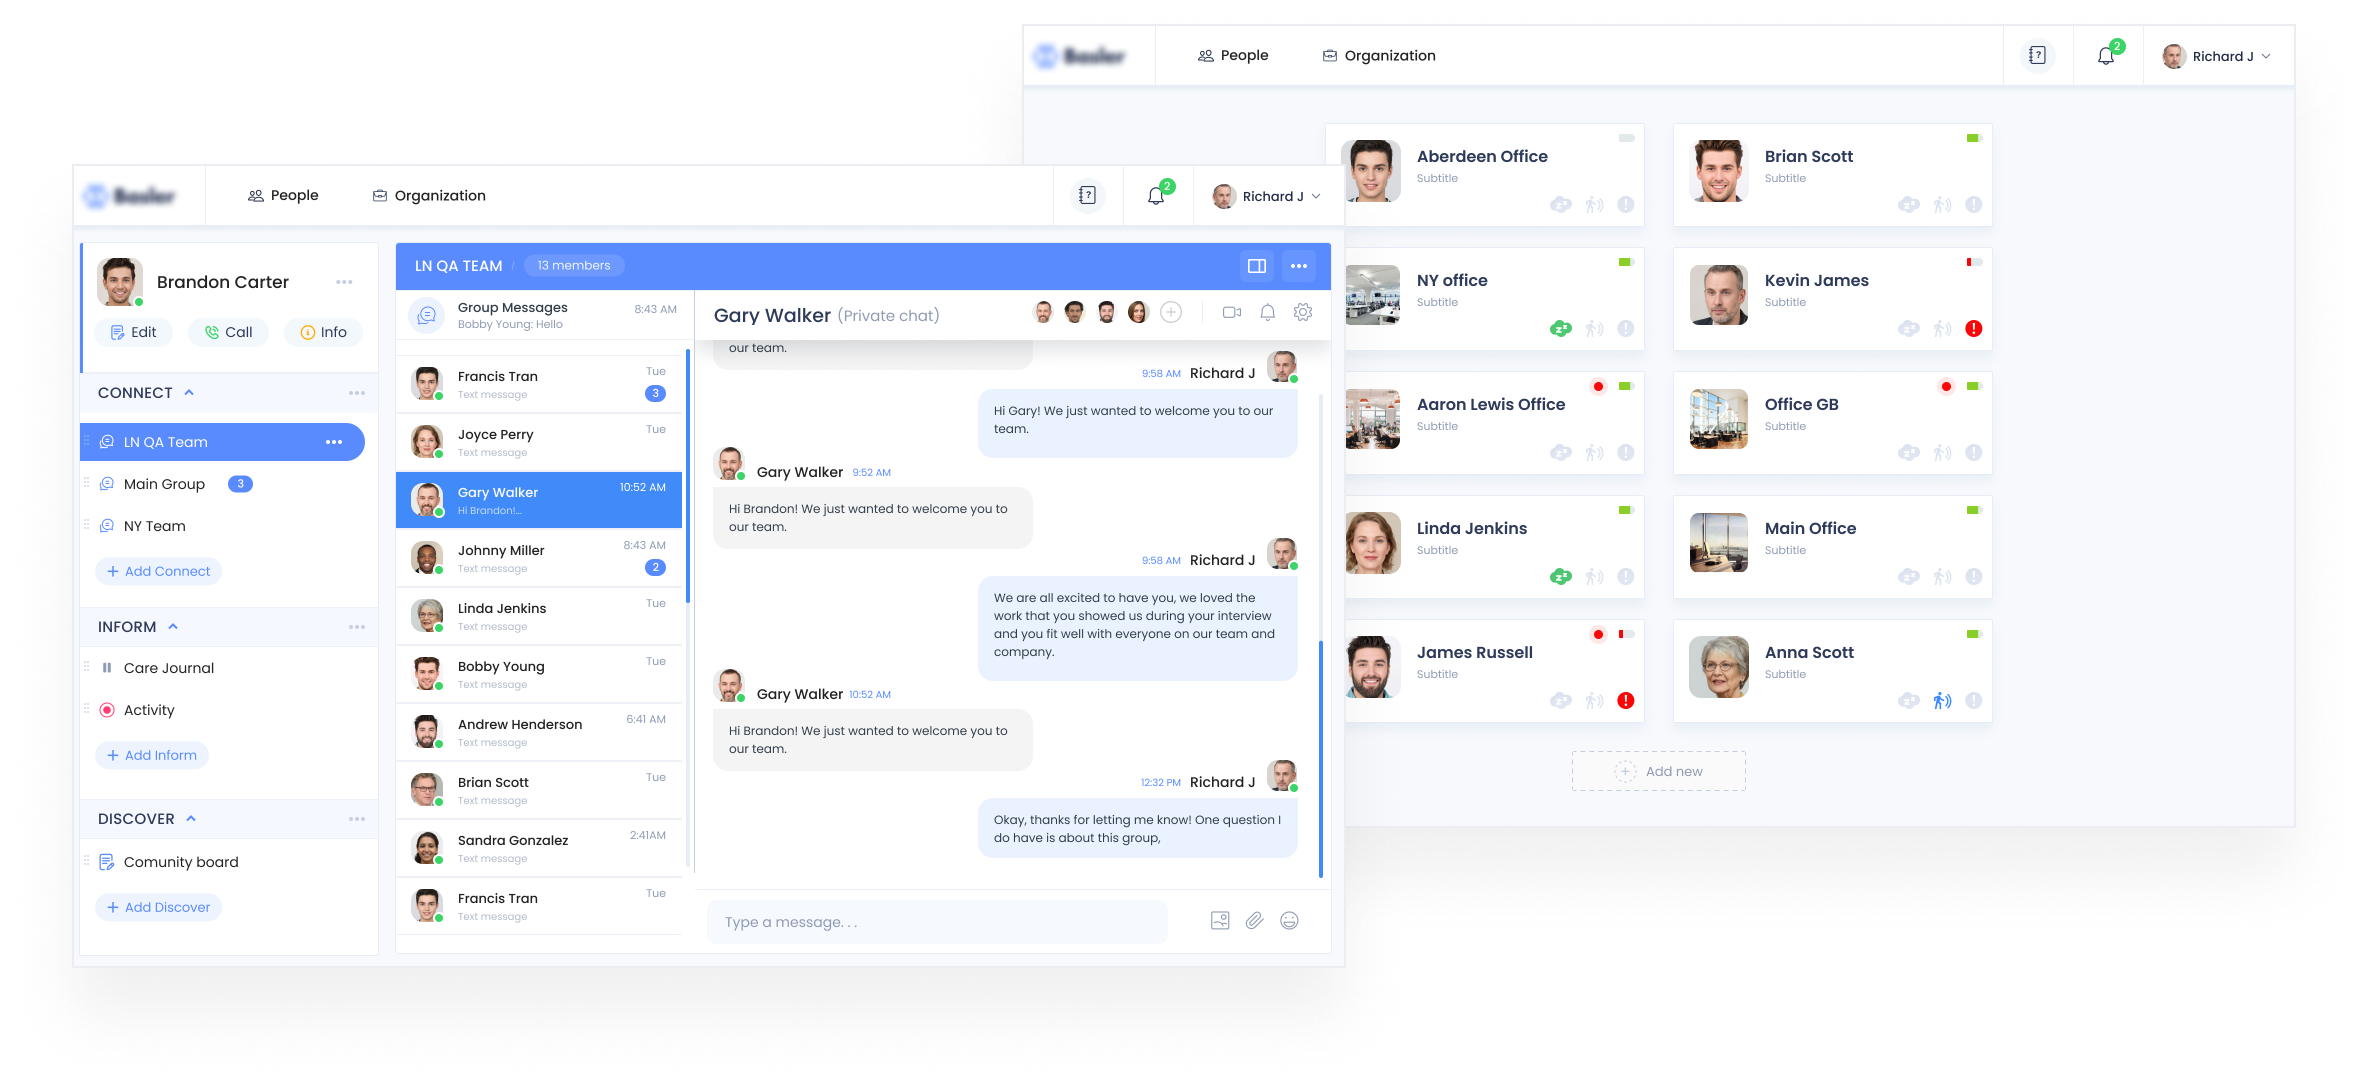 People
Organization
2
Richard J
Aberdeen Office
Subtitle
Brian Scott
Subtitle
NY office
Subtitle
Kevin James
Subtitle
Aaron Lewis Office
Subtitle
Office GB
Subtitle
Linda Jenkins
Subtitle
Main Office
Subtitle
James Russell
Subtitle
Anna Scott
Subtitle
Add new
People
Organization
2
Richard J
Brandon Carter
Edit
Call
Info
CONNECT
LN QA Team
Main Group
3
NY Team
+ Add Connect
INFORM
Care Journal
Activity
+ Add Inform
DISCOVER
Comunity board
+ Add Discover
LN QA TEAM / 13 members
Group Messages
8:43 AM
Bobby Young: Hello
Francis Tran
Tue
Text message
3
Joyce Perry
Tue
Text message
Gary Walker
10:52 AM
Hi Brandon!...
Johnny Miller
8:43 AM
Text message
2
Linda Jenkins
Tue
Text message
Bobby Young
Tue
Text message
Andrew Henderson
6:41 AM
Text message
Brian Scott
Tue
Text message
Sandra Gonzalez
2:41AM
Text message
Francis Tran
Tue
Text message
Gary Walker (Private chat)
our team.
9:58 AM Richard J
Hi Gary! We just wanted to welcome you to our
team.
Gary Walker 9:52 AM
Hi Brandon! We just wanted to welcome you to
our team.
9:58 AM Richard J
We are all excited to have you, we loved the
work that you showed us during your interview
and you fit well with everyone on our team and
company.
Gary Walker 10:52 AM
Hi Brandon! We just wanted to welcome you to
our team.
12:32 PM Richard J
Okay, thanks for letting me know! One question I
do have is about this group,
Type a message. . .